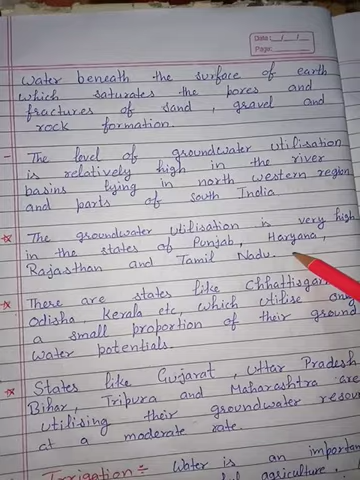 Date: __/__/__
Page:
Water beneath the surface of earth
which saturates the pores and
fractures of sand, gravel and
rock formation.
- The level of groundwater utilisation
is relatively high in the river
basins lying in north western region
and parts of south India
* The groundwater utilisation is very high
in the states of Punjab, Haryana,
Rajasthan and Tamil Nadu.
* There are states like Chhattisgarh
Odisha Kerala etc, which utilise only
a small proportion of their ground
water potentials.
* States like Gujarat, Uttar Pradesh
Bihar, Tripura and Maharashtra are
utilising their groundwater resou
at a moderate rate.
Irrigation ÷ Water is an importan
agriculture,